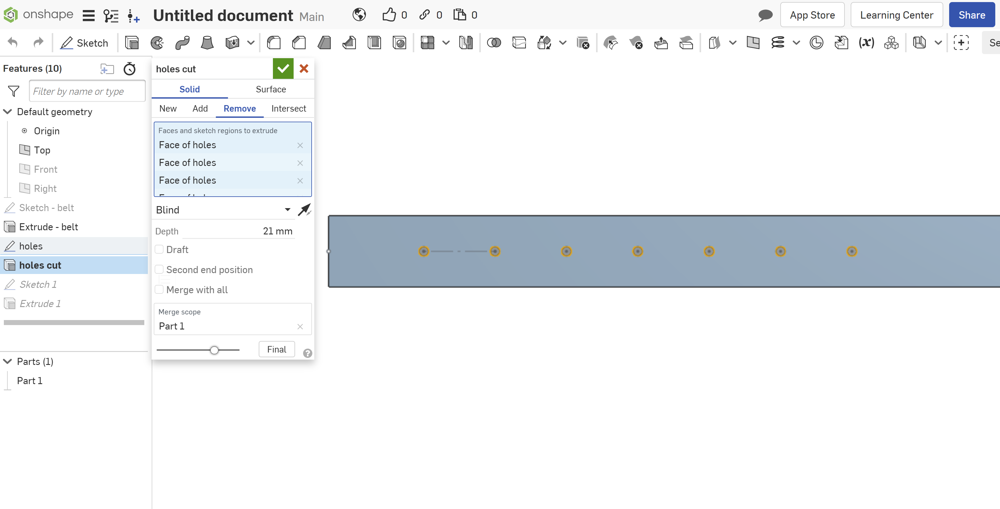 onshape Untitled document Main 0 0 0 App Store Learning Center Share
Sketch (x) Se
Features (10)
Filter by name or type
Default geometry
Origin
Top
Front
Right
Sketch - belt
Extrude - belt
holes
holes cut
Sketch 1
Extrude 1
Parts (1)
Part 1
holes cut
Solid Surface
New Add Remove Intersect
Faces and sketch regions to extrude
Face of holes
Face of holes
Face of holes
Blind
Depth 21 mm
Draft
Second end position
Merge with all
Merge scope
Part 1
Final ?